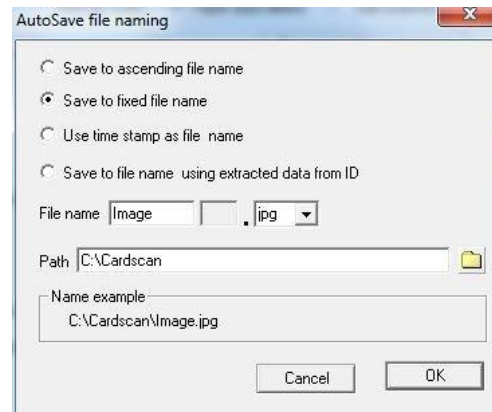 AutoSave file naming
Save to ascending file name
Save to fixed file name
Use time stamp as file name
Save to file name using extracted data from ID
File name Image . jpg
Path C:\Cardscan
Name example
C:\Cardscan\Image.jpg
Cancel OK